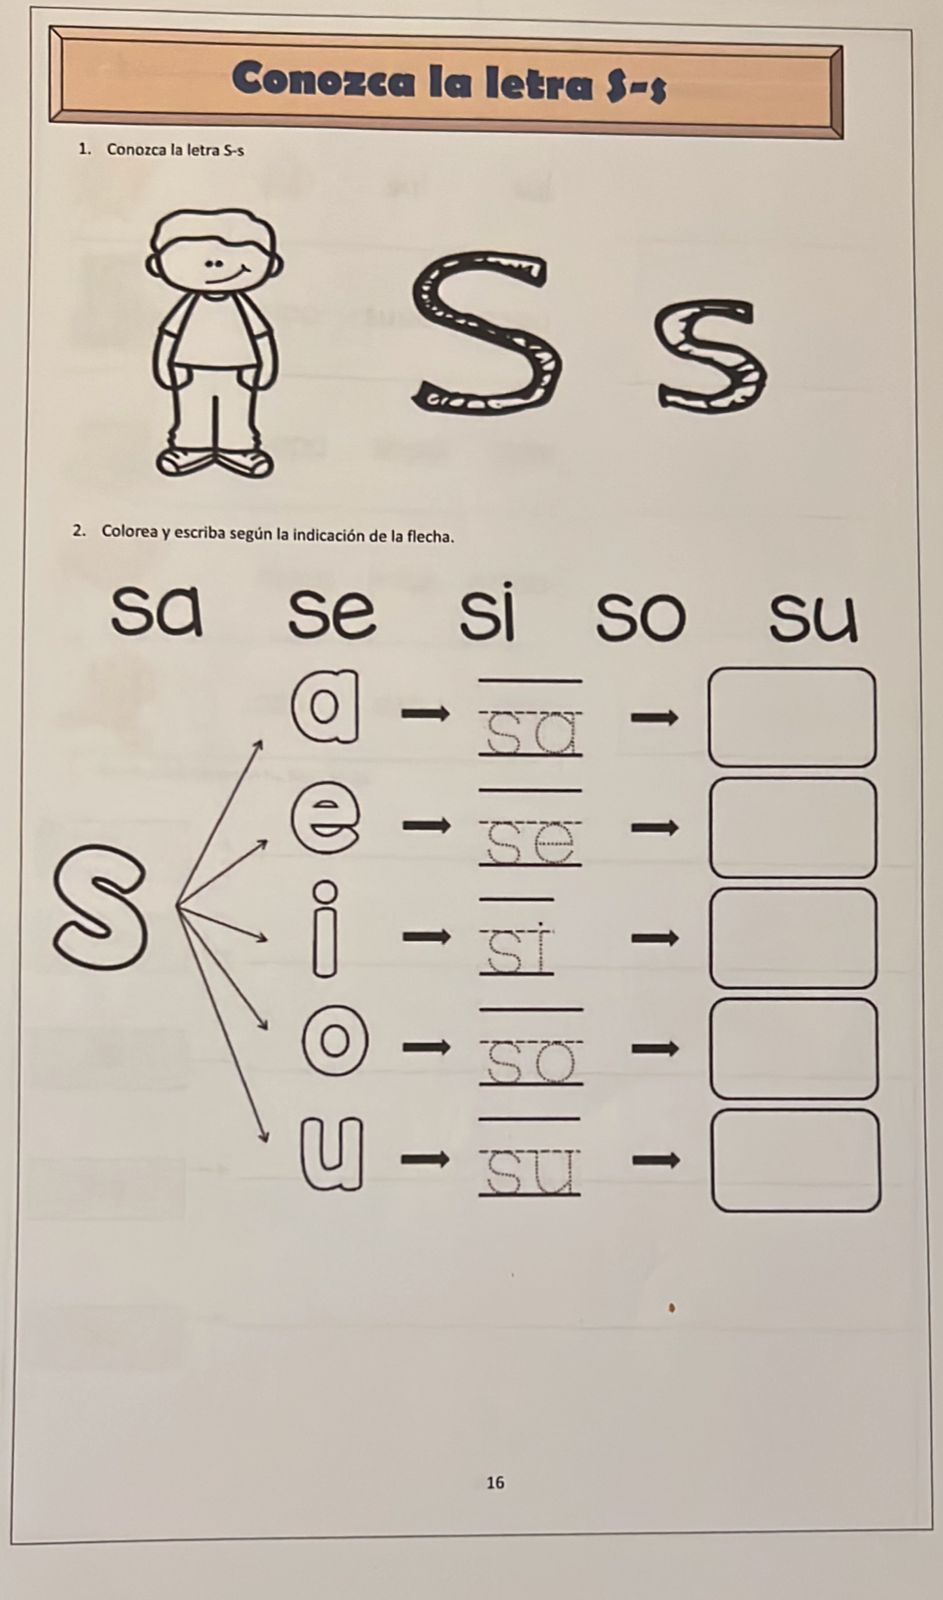 Conozca la letra S-s
1. Conozca la letra S-s
S s
2. Colorea y escriba según la indicación de la flecha.
sa se si so su
a sa
e se
s
i si
o so
u su
16